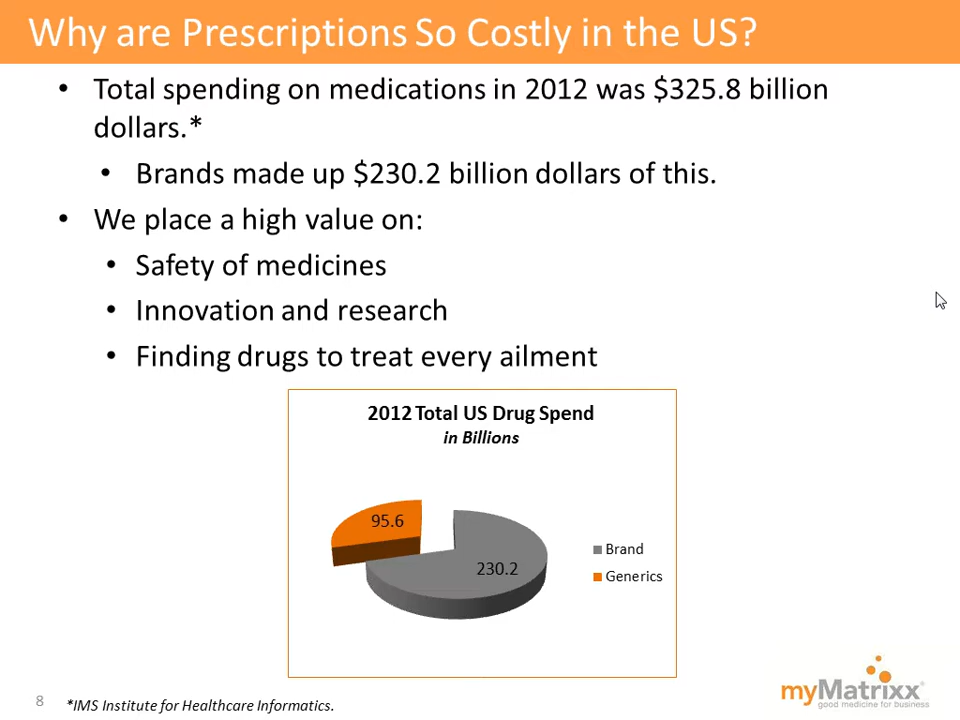 Why are Prescriptions So Costly in the US?
• Total spending on medications in 2012 was $325.8 billion
dollars.*
• Brands made up $230.2 billion dollars of this.
• We place a high value on:
• Safety of medicines
• Innovation and research
• Finding drugs to treat every ailment
2012 Total US Drug Spend
in Billions
95.6
230.2
Brand
Generics
8
*IMS Institute for Healthcare Informatics.
myMatrixx®
good medicine for business